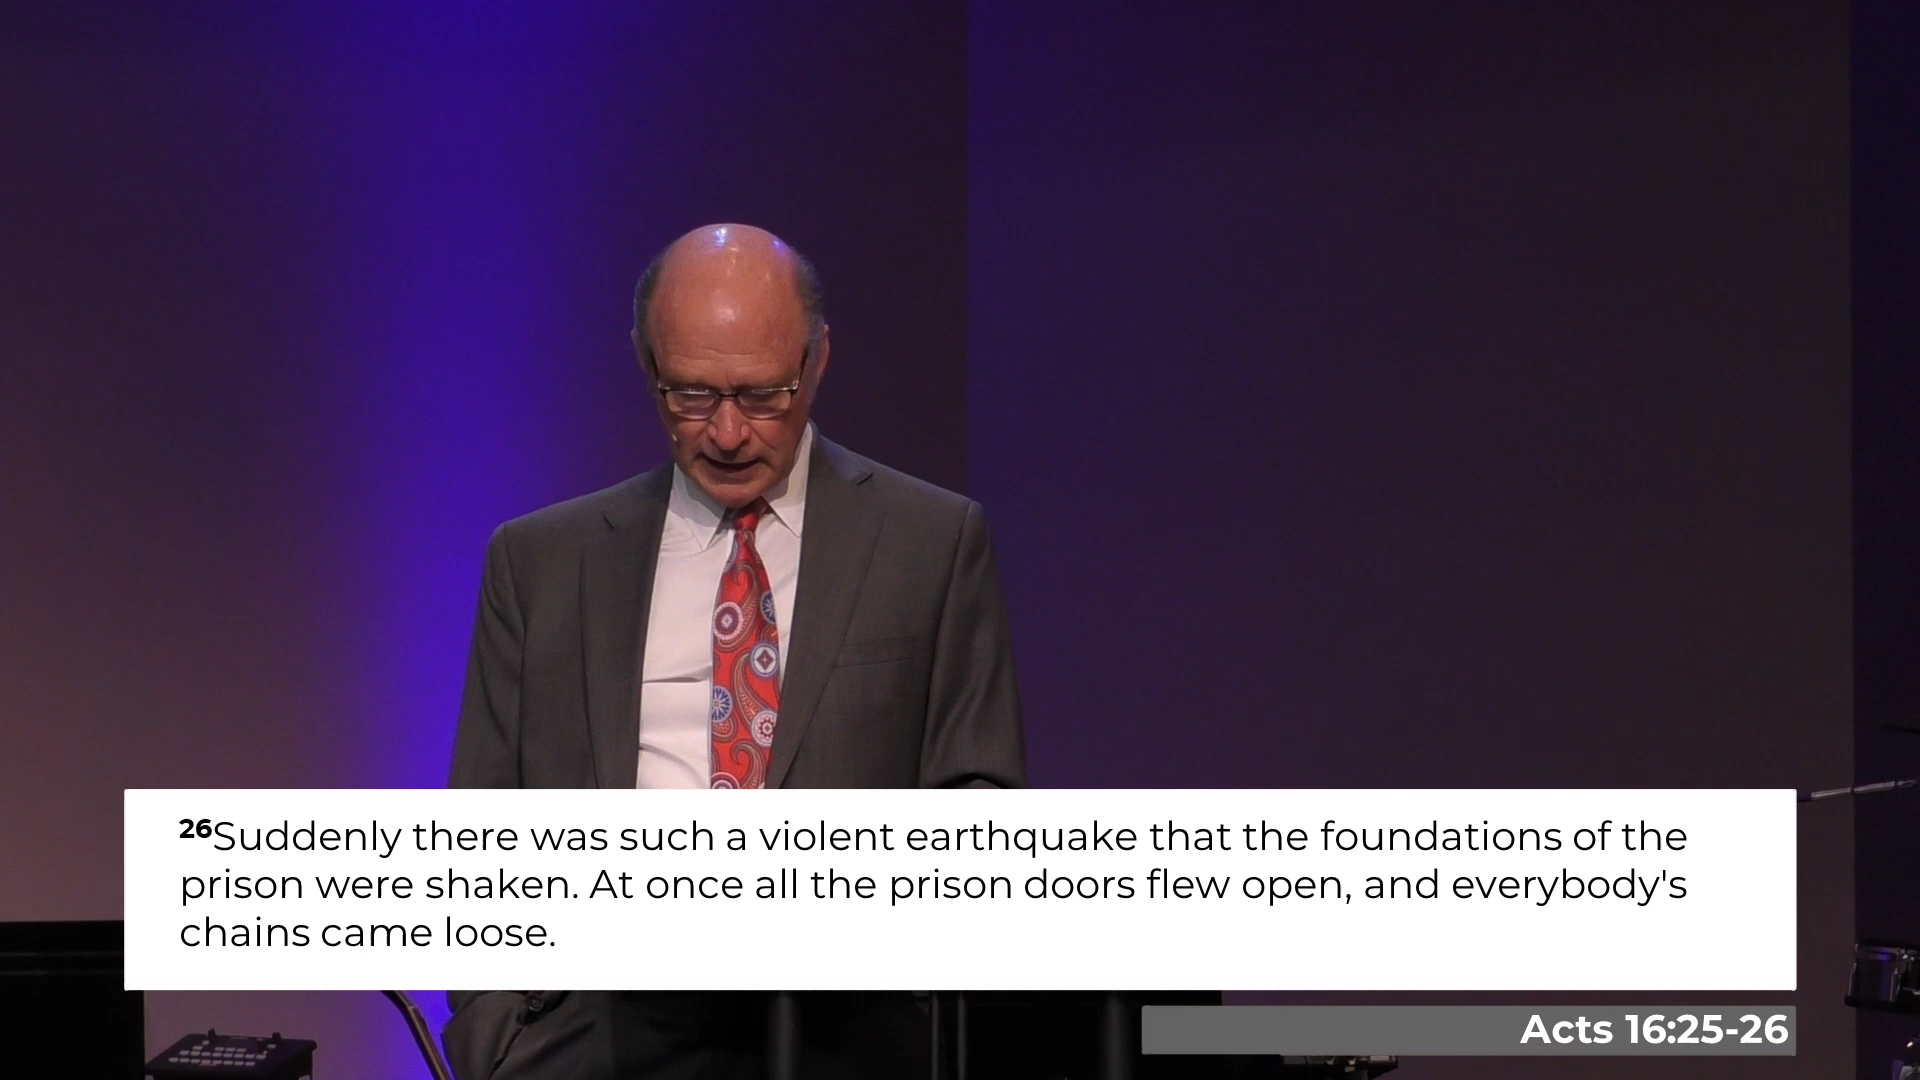 26Suddenly there was such a violent earthquake that the foundations of the
prison were shaken. At once all the prison doors flew open, and everybody's
chains came loose.
Acts 16:25-26